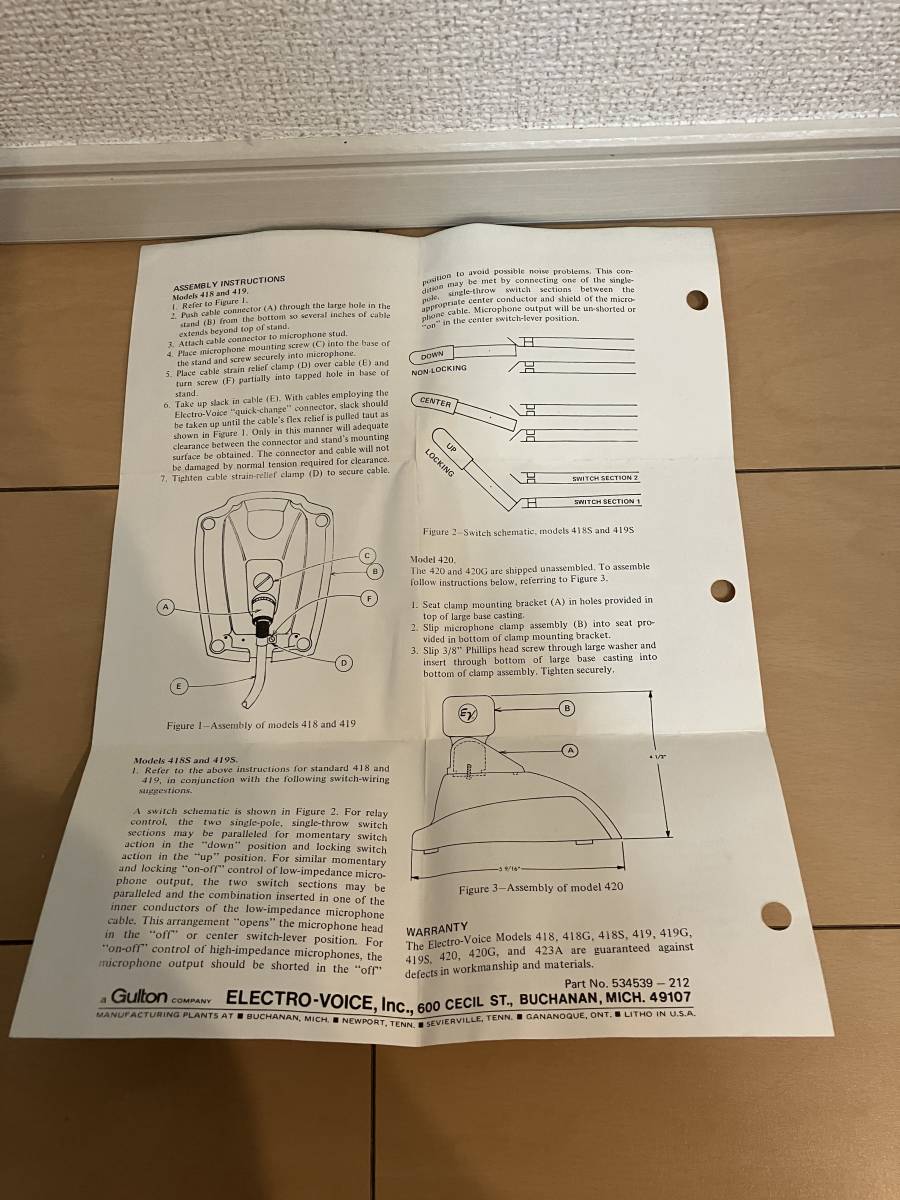 ASSEMBLY INSTRUCTIONS
Models 418 and 419.
1. Refer to Figure 1.
2. Push cable connector (A) through the large hole in the
stand (B) from the bottom so several inches of cable
extends beyond top of stand.
3. Attach cable connector to microphone stud.
4. Place microphone mounting screw (C) into the base of
the stand and screw securely into microphone.
5. Place cable strain relief clamp (D) over cable (E) and
turn screw (F) partially into tapped hole in base of
stand.
6. Take up slack in cable (E). With cables employing the
Electro-Voice "quick-change" connector, slack should
be taken up until the cable's flex relief is pulled taut as
shown in Figure 1. Only in this manner will adequate
clearance between the connector and stand's mounting
surface be obtained. The connector and cable will not
be damaged by normal tension required for clearance.
7. Tighten cable strain-relief clamp (D) to secure cable.
C
B
F
A
D
E
Figure 1—Assembly of models 418 and 419
Models 418S and 419S.
1. Refer to the above instructions for standard 418 and
419, in conjunction with the following switch-wiring
suggestions.
A switch schematic is shown in Figure 2. For relay
control, the two single-pole, single-throw switch
sections may be paralleled for momentary switch
action in the "down" position and locking switch
action in the "up" position. For similar momentary
and locking "on-off" control of low-impedance micro-
phone output, the two switch sections may be
paralleled and the combination inserted in one of the
inner conductors of the low-impedance microphone
cable. This arrangement "opens" the microphone head
in the "off" or center switch-lever position. For
"on-off" control of high-impedance microphones, the
microphone output should be shorted in the "off"
position to avoid possible noise problems. This con-
dition may be met by connecting one of the single-
pole, single-throw switch sections between the
appropriate center conductor and shield of the micro-
phone cable. Microphone output will be un-shorted or
"on" in the center switch-lever position.
DOWN
NON-LOCKING
CENTER
UP
LOCKING
SWITCH SECTION 2
SWITCH SECTION 1
Figure 2—Switch schematic, models 418S and 419S
Model 420.
The 420 and 420G are shipped unassembled. To assemble
follow instructions below, referring to Figure 3.
1. Seat clamp mounting bracket (A) in holes provided in
top of large base casting.
2. Slip microphone clamp assembly (B) into seat pro-
vided in bottom of clamp mounting bracket.
3. Slip 3/8" Phillips head screw through large washer and
insert through bottom of large base casting into
bottom of clamp assembly. Tighten securely.
EV
B
A
4 1/2"
5 9/16"
Figure 3—Assembly of model 420
WARRANTY
The Electro-Voice Models 418, 418G, 418S, 419, 419G,
419S, 420, 420G, and 423A are guaranteed against
defects in workmanship and materials.
Part No. 534539 — 212
a Gulton COMPANY ELECTRO-VOICE, Inc., 600 CECIL ST., BUCHANAN, MICH. 49107
MANUFACTURING PLANTS AT ■ BUCHANAN, MICH. ■ NEWPORT, TENN. ■ SEVIERVILLE, TENN. ■ GANANOQUE, ONT. ■ LITHO IN U.S.A.